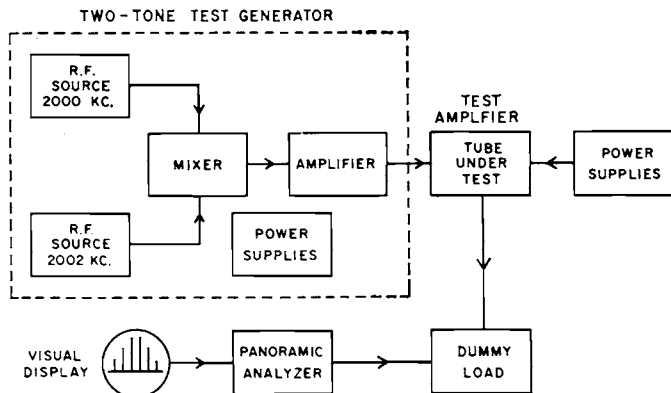 TWO-TONE TEST GENERATOR
R.F.
SOURCE
2000 KC.
MIXER
AMPLIFIER
TEST
AMPLFIER
TUBE
UNDER
TEST
POWER
SUPPLIES
R.F.
SOURCE
2002 KC.
POWER
SUPPLIES
VISUAL
DISPLAY
PANORAMIC
ANALYZER
DUMMY
LOAD